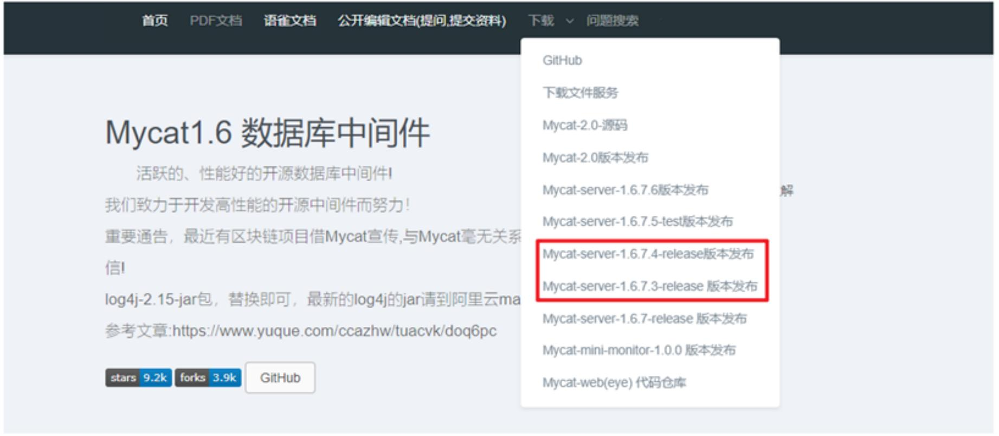 首页 PDF文档 语雀文档 公开编辑文档(提问,提交资料) 下载 问题搜索
GitHub
下载文件服务
Mycat-2.0-源码
Mycat-2.0版本发布
Mycat-server-1.6.7.6版本发布
Mycat-server-1.6.7.5-test版本发布
Mycat-server-1.6.7.4-release版本发布
Mycat-server-1.6.7.3-release 版本发布
Mycat-server-1.6.7-release 版本发布
Mycat-mini-monitor-1.0.0 版本发布
Mycat-web(eye) 代码仓库
Mycat1.6 数据库中间件
活跃的、性能好的开源数据库中间件!
解
我们致力于开发高性能的开源中间件而努力!
重要通告，最近有区块链项目借Mycat宣传,与Mycat毫无关系
信!
log4j-2.15-jar包，替换即可，最新的log4j的jar请到阿里云ma
参考文章:https://www.yuque.com/ccazhw/tuacvk/doq6pc
stars 9.2k forks 3.9k GitHub